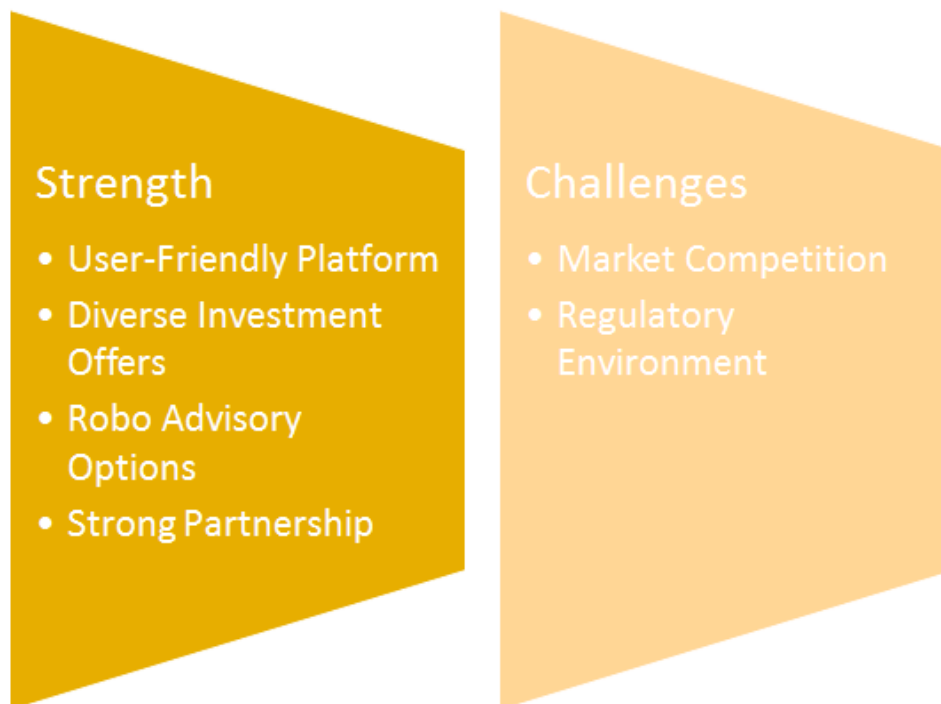 Strength
• User-Friendly Platform
• Diverse Investment
Offers
• Robo Advisory
Options
• Strong Partnership
Challenges
• Market Competition
• Regulatory
Environment